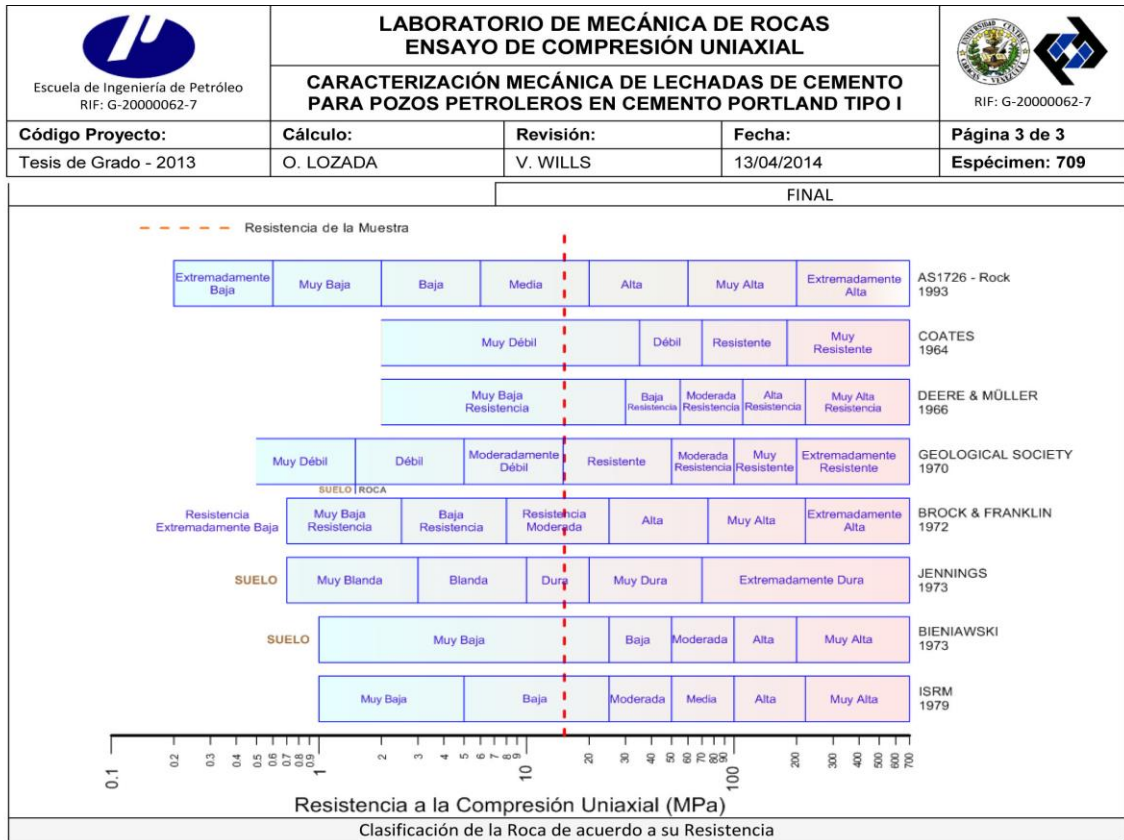 LABORATORIO DE MECÁNICA DE ROCAS
ENSAYO DE COMPRESIÓN UNIAXIAL
CARACTERIZACIÓN MECÁNICA DE LECHADAS DE CEMENTO
PARA POZOS PETROLEROS EN CEMENTO PORTLAND TIPO I
Escuela de Ingeniería de Petróleo
RIF: G-20000062-7
UNIVERSIDAD CENTRAL
CARACAS - VENEZUELA
RIF: G-20000062-7
Código Proyecto: Cálculo: Revisión: Fecha: Página 3 de 3
Tesis de Grado - 2013 O. LOZADA V. WILLS 13/04/2014 Espécimen: 709
FINAL
Resistencia de la Muestra
Extremadamente Baja Muy Baja Baja Media Alta Muy Alta Extremadamente Alta AS1726 - Rock 1993
Muy Débil Débil Resistente Muy Resistente COATES 1964
Muy Baja Resistencia Baja Resistencia Moderada Resistencia Alta Resistencia Muy Alta Resistencia DEERE & MÜLLER 1966
Muy Débil Débil Moderadamente Débil Resistente Moderada Resistencia Muy Resistente Extremadamente Resistente GEOLOGICAL SOCIETY 1970
SUELO ROCA
Resistencia Extremadamente Baja Muy Baja Resistencia Baja Resistencia Resistencia Moderada Alta Muy Alta Extremadamente Alta BROCK & FRANKLIN 1972
SUELO Muy Blanda Blanda Dura Muy Dura Extremadamente Dura JENNINGS 1973
SUELO Muy Baja Baja Moderada Alta Muy Alta BIENIAWSKI 1973
Muy Baja Baja Moderada Media Alta Muy Alta ISRM 1979
0.1 0.2 0.3 0.4 0.5 0.6 0.7 0.8 0.9 1 2 3 4 5 6 7 8 9 10 20 30 40 50 60 70 80 90 100 200 300 400 500 600 700
Resistencia a la Compresión Uniaxial (MPa)
Clasificación de la Roca de acuerdo a su Resistencia